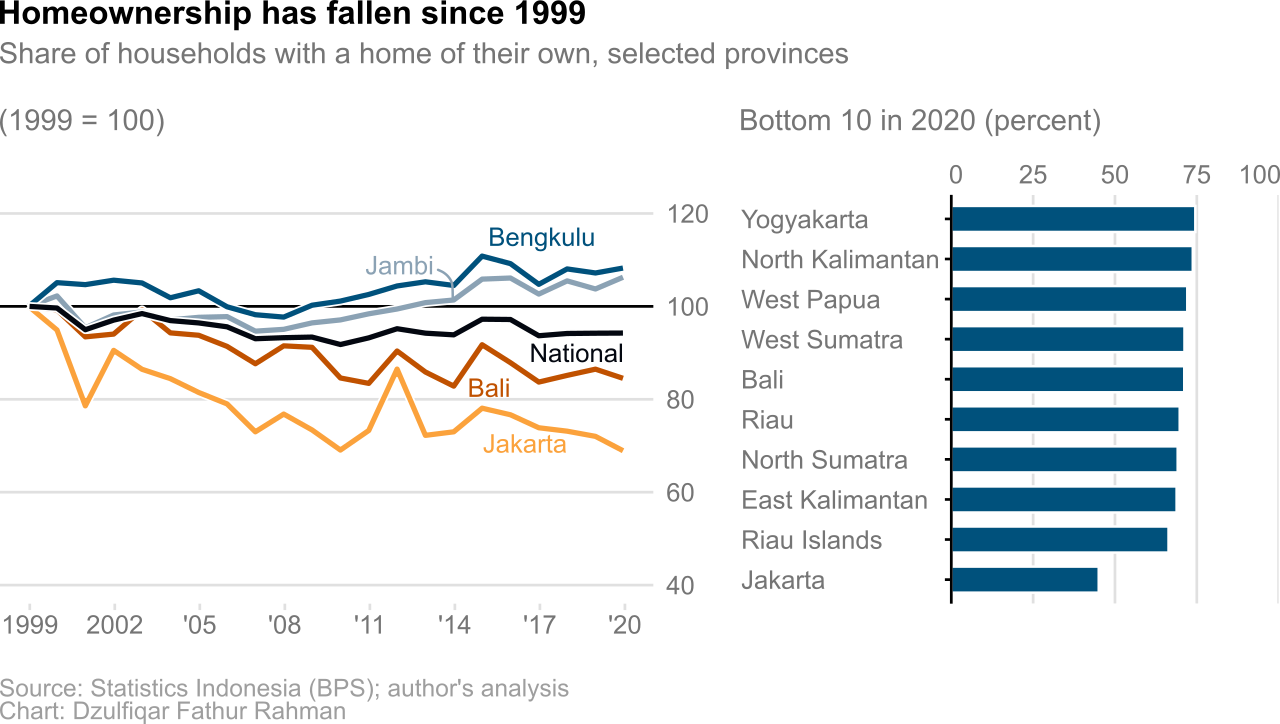 Homeownership has fallen since 1999
Share of households with a home of their own, selected provinces
(1999 = 100)
120
100
80
60
40
Bengkulu
Jambi
National
Bali
Jakarta
1999 2002 '05 '08 '11 '14 '17 '20
Bottom 10 in 2020 (percent)
0 25 50 75 100
Yogyakarta
North Kalimantan
West Papua
West Sumatra
Bali
Riau
North Sumatra
East Kalimantan
Riau Islands
Jakarta
Source: Statistics Indonesia (BPS); author's analysis
Chart: Dzulfiqar Fathur Rahman